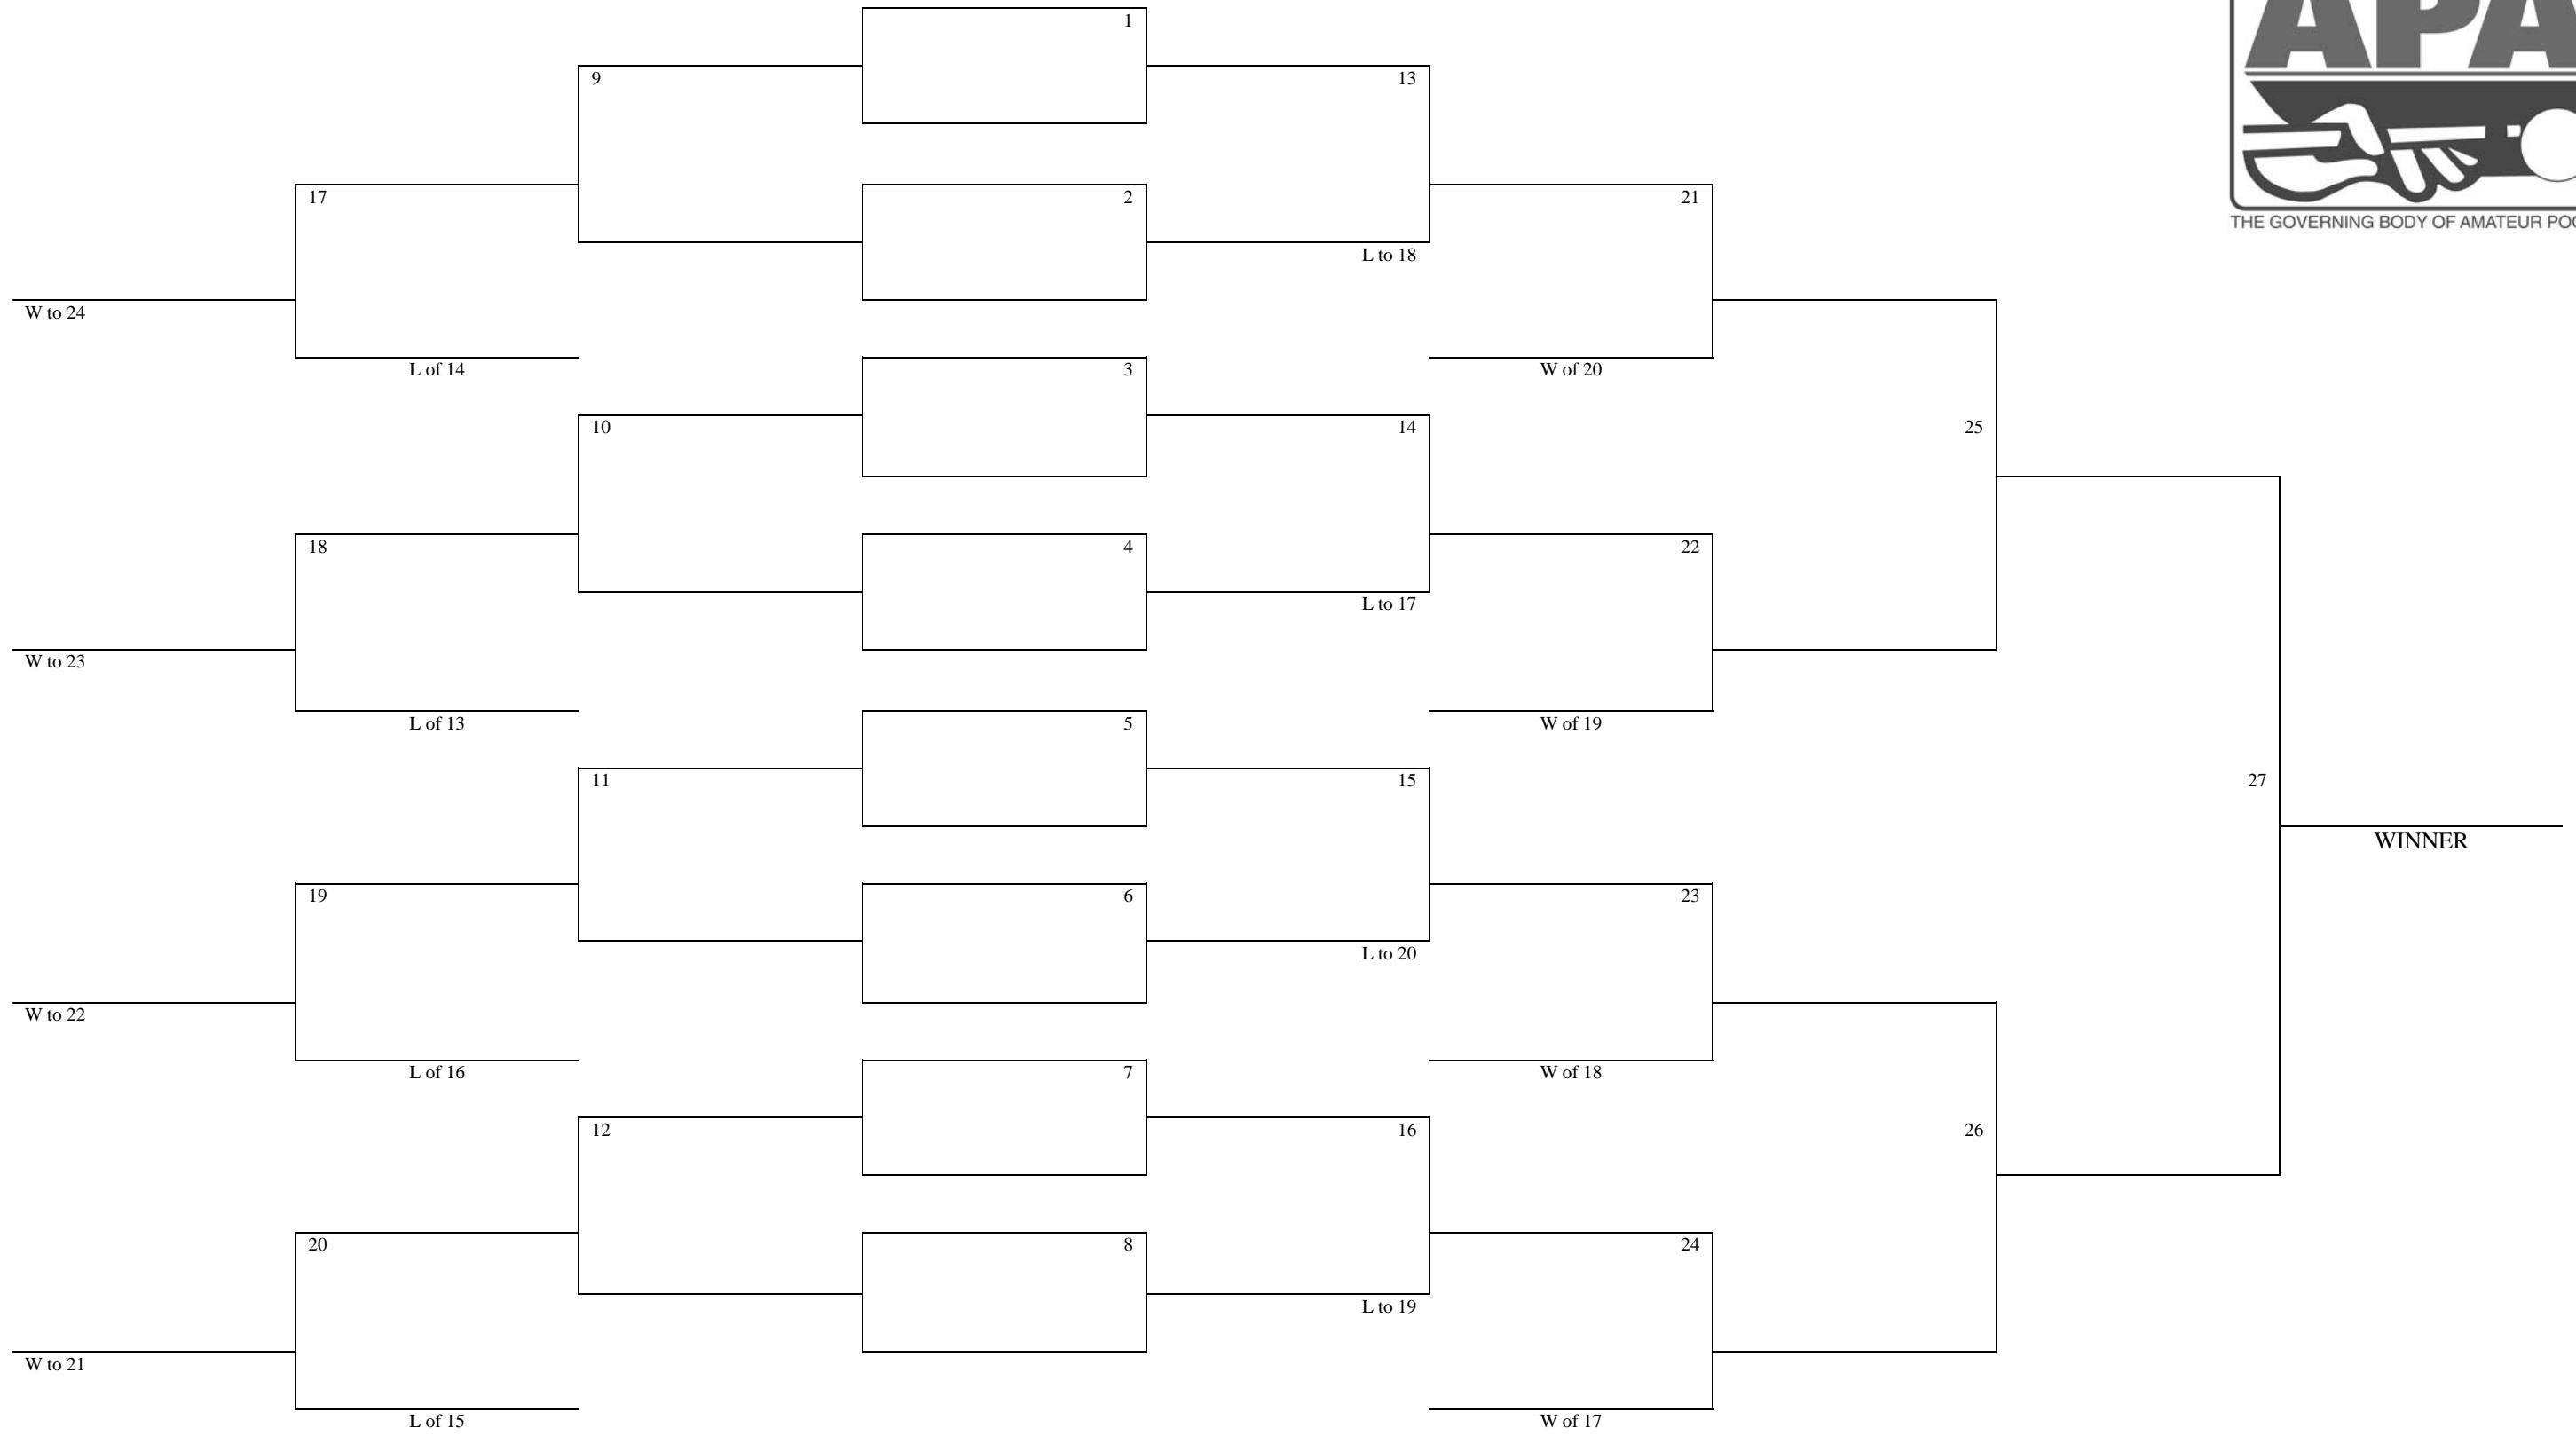 APA
THE GOVERNING BODY OF AMATEUR
1
9
13
17
2
21
L to 18
W to 24
L of 14
3
W of 20
10
14
25
18
4
22
L to 17
W to 23
L of 13
5
W of 19
11
15
27
WINNER
19
6
23
L to 20
W to 22
L of 16
7
W of 18
12
16
26
20
8
24
L to 19
W to 21
L of 15
W of 17